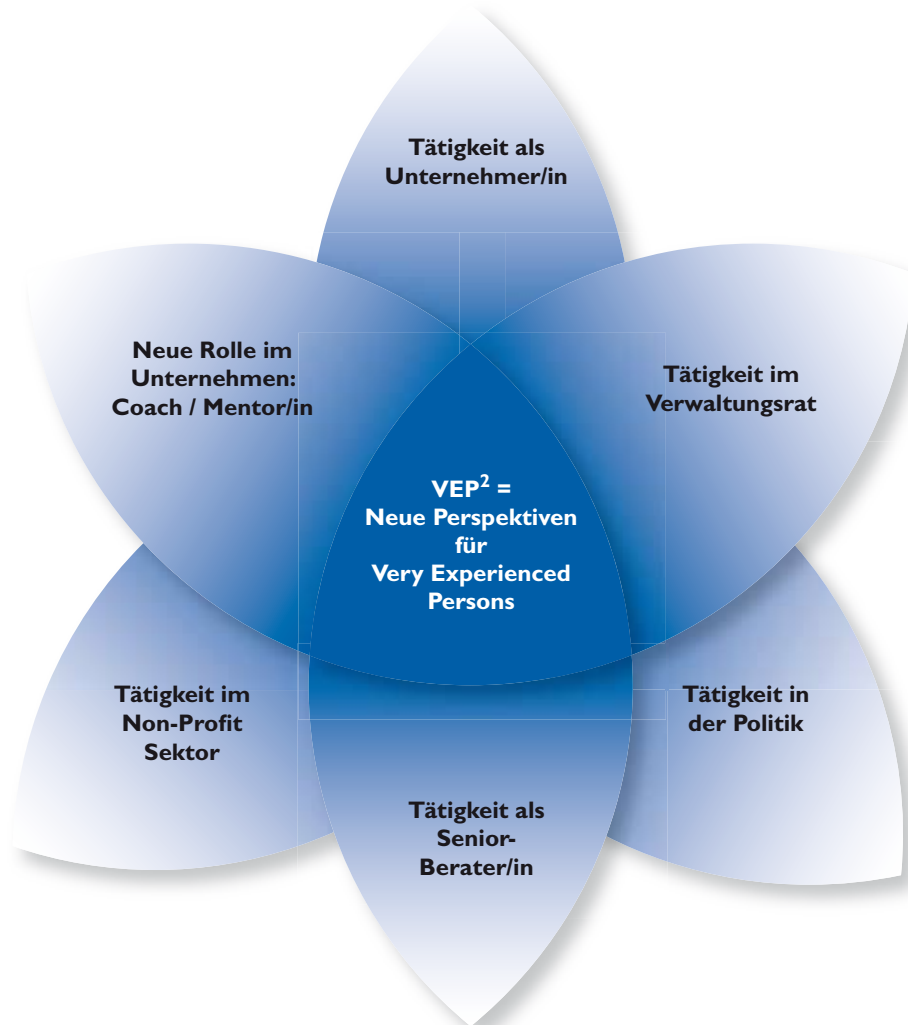 Tätigkeit als
Unternehmer/in
Neue Rolle im
Unternehmen:
Coach / Mentor/in
Tätigkeit im
Verwaltungsrat
VEP² =
Neue Perspektiven
für
Very Experienced
Persons
Tätigkeit im
Non-Profit
Sektor
Tätigkeit in
der Politik
Tätigkeit als
Senior-
Berater/in